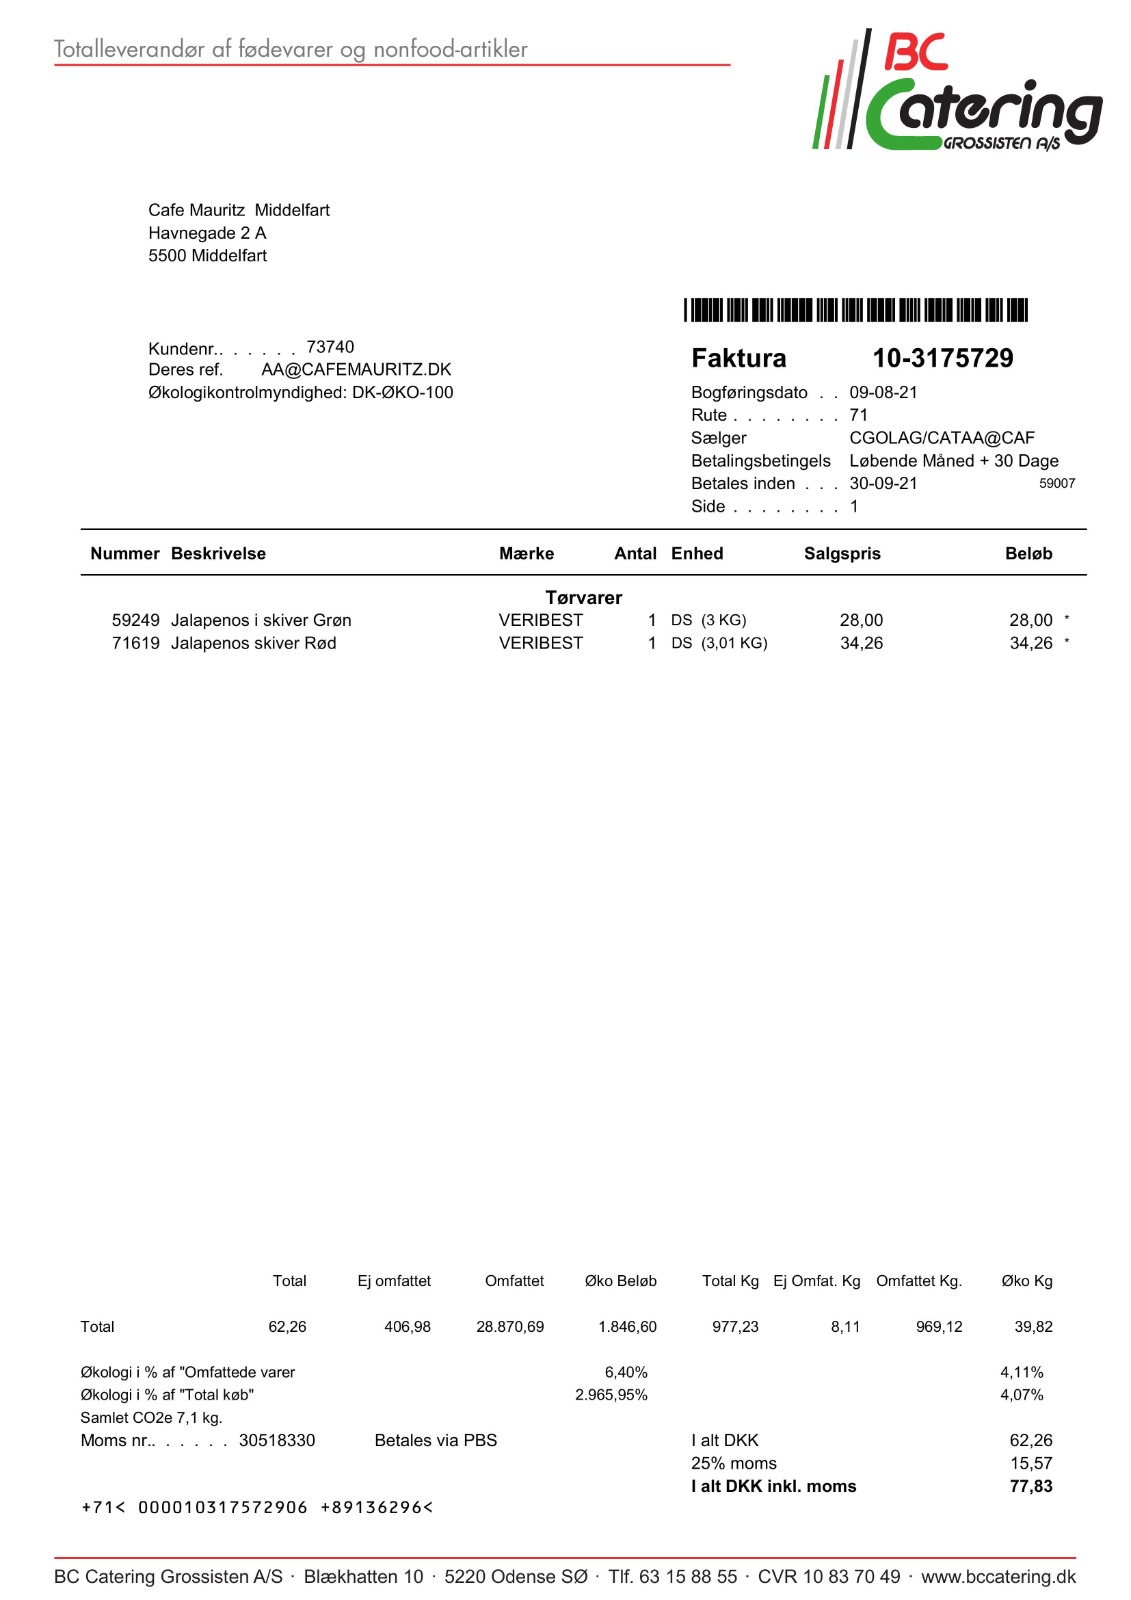 Totalleverandør af fødevarer og nonfood-artikler
BC
Catering
GROSSISTEN A/S
Cafe Mauritz  Middelfart
Havnegade 2 A
5500 Middelfart
Kundenr.. . . . . . 73740
Deres ref. AA@CAFEMAURITZ.DK
Økologikontrolmyndighed: DK-ØKO-100
Faktura 10-3175729
Bogføringsdato . . 09-08-21
Rute . . . . . . . . 71
Sælger CGOLAG/CATAA@CAF
Betalingsbetingels Løbende Måned + 30 Dage
Betales inden . . . 30-09-21 59007
Side . . . . . . . . 1
Nummer Beskrivelse Mærke Antal Enhed Salgspris Beløb
Tørvarer
59249 Jalapenos i skiver Grøn VERIBEST 1 DS (3 KG) 28,00 28,00 *
71619 Jalapenos skiver Rød VERIBEST 1 DS (3,01 KG) 34,26 34,26 *
Total Ej omfattet Omfattet Øko Beløb Total Kg Ej Omfat. Kg Omfattet Kg. Øko Kg
Total 62,26 406,98 28.870,69 1.846,60 977,23 8,11 969,12 39,82
Økologi i % af "Omfattede varer 6,40% 4,11%
Økologi i % af "Total køb" 2.965,95% 4,07%
Samlet CO2e 7,1 kg.
Moms nr.. . . . . . 30518330 Betales via PBS I alt DKK 62,26
25% moms 15,57
I alt DKK inkl. moms 77,83
+71< 000010317572906 +89136296<
BC Catering Grossisten A/S · Blækhatten 10 · 5220 Odense SØ · Tlf. 63 15 88 55 · CVR 10 83 70 49 · www.bccatering.dk